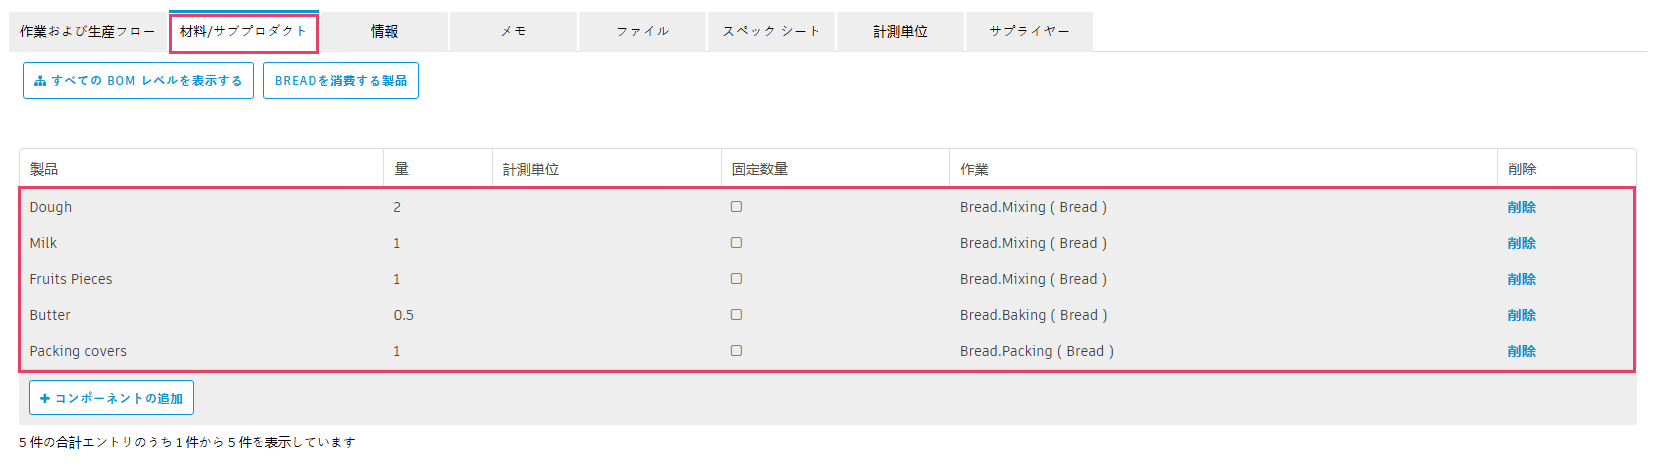 作業および生産フロー 材料/サブプロダクト 情報 メモ ファイル スペック シート 計測単位 サプライヤー
すべての BOM レベルを表示する BREADを消費する製品
製品 量 計測単位 固定数量 作業 削除
Dough 2 Bread.Mixing ( Bread ) 削除
Milk 1 Bread.Mixing ( Bread ) 削除
Fruits Pieces 1 Bread.Mixing ( Bread ) 削除
Butter 0.5 Bread.Baking ( Bread ) 削除
Packing covers 1 Bread.Packing ( Bread ) 削除
コンポーネントの追加
5 件の合計エントリのうち 1 件から 5 件を表示しています